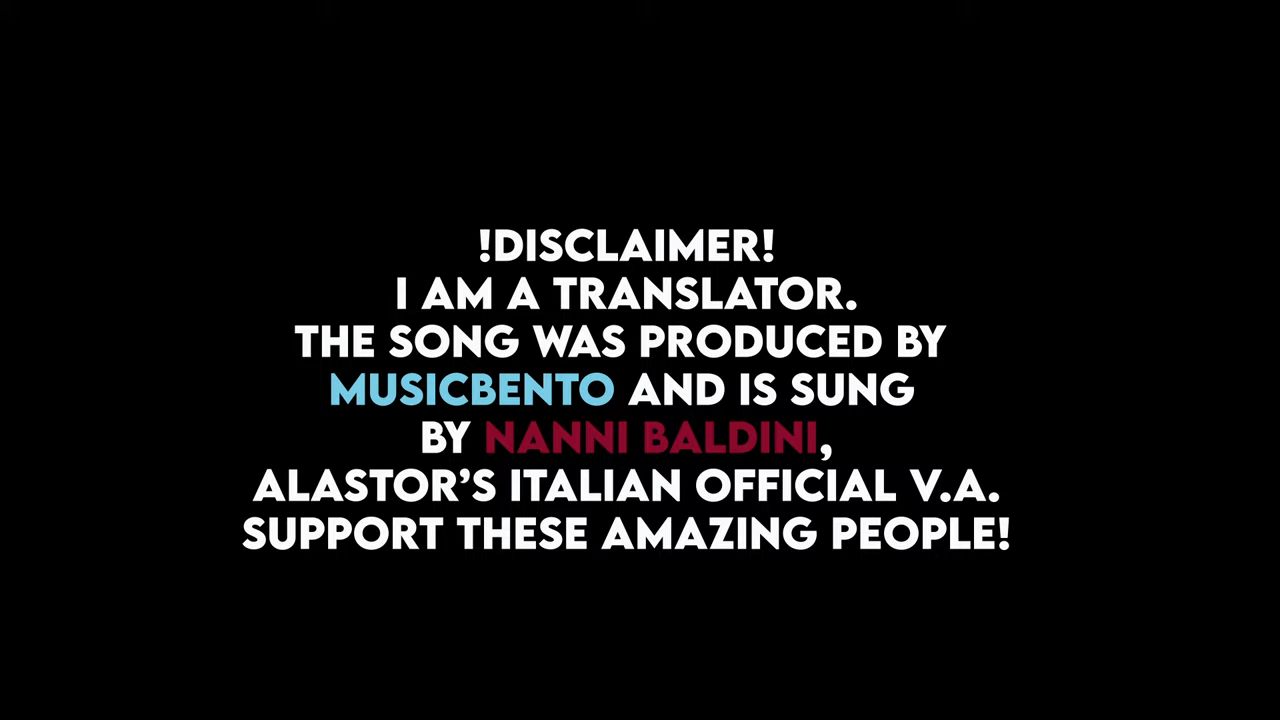 !DISCLAIMER!
I AM A TRANSLATOR.
THE SONG WAS PRODUCED BY
MUSICBENTO AND IS SUNG
BY NANNI BALDINI,
ALASTOR’S ITALIAN OFFICIAL V.A.
SUPPORT THESE AMAZING PEOPLE!